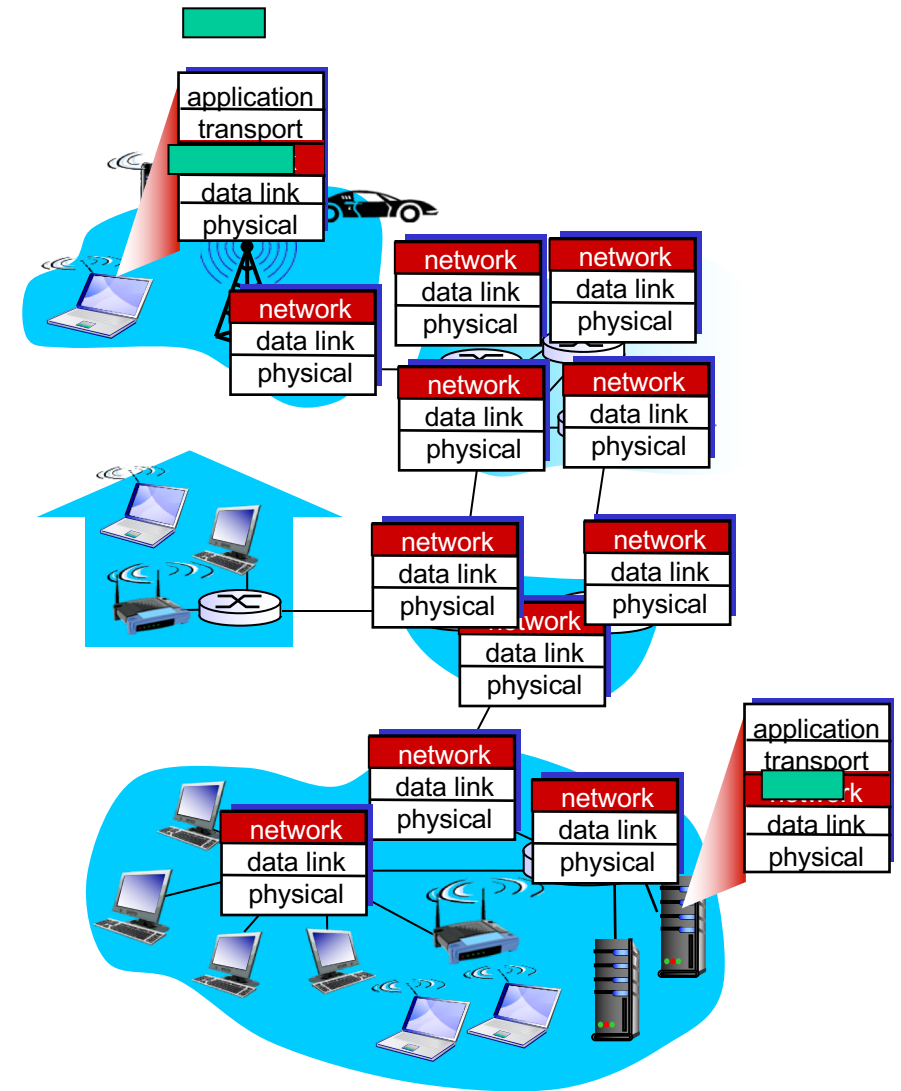 application
transport
data link
physical
network
data link
physical
network
data link
physical
network
data link
physical
network
data link
physical
network
data link
physical
network
data link
physical
network
data link
physical
network
data link
physical
application
transport
network
data link
physical
network
data link
physical
network
data link
physical
network
data link
physical